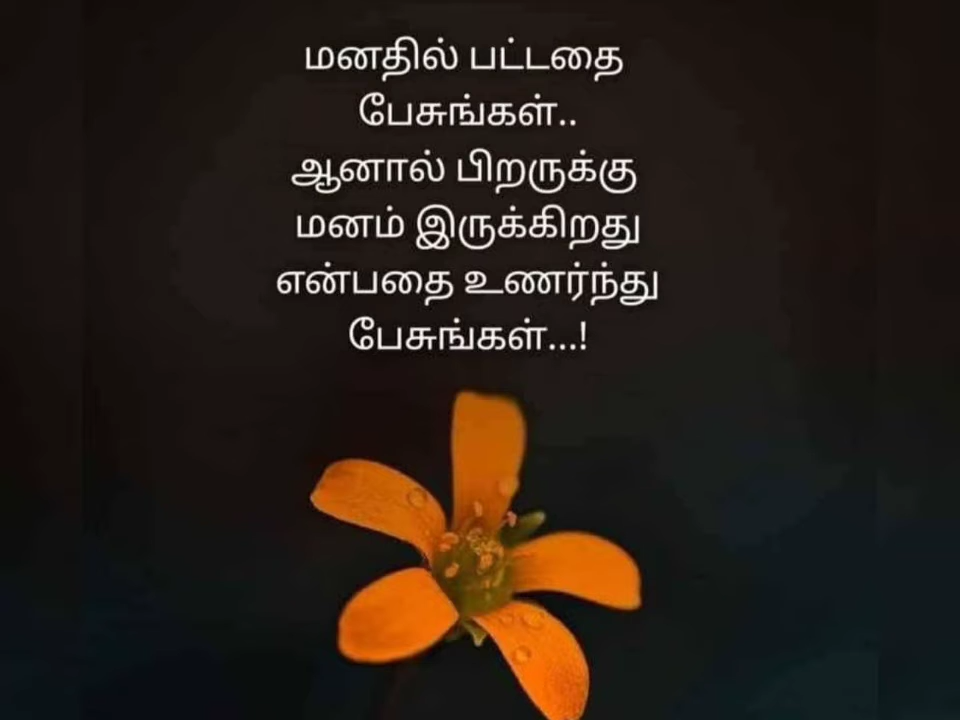 மனதில் பட்டதை
பேசுங்கள்..
ஆனால் பிறருக்கு
மனம் இருக்கிறது
என்பதை உணர்ந்து
பேசுங்கள்...!